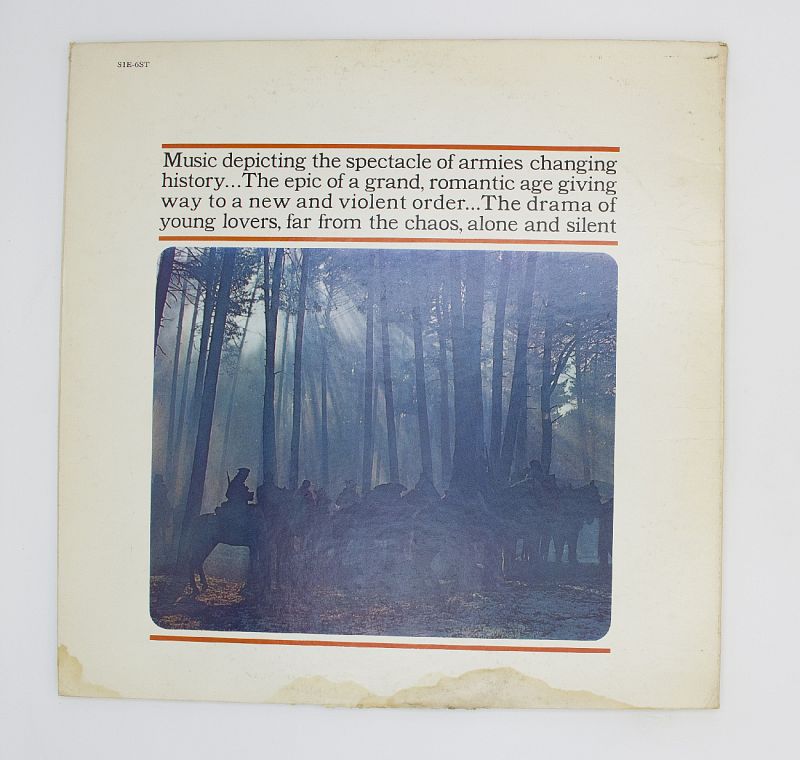 S1E-6ST
Music depicting the spectacle of armies changing
history...The epic of a grand, romantic age giving
way to a new and violent order...The drama of
young lovers, far from the chaos, alone and silent